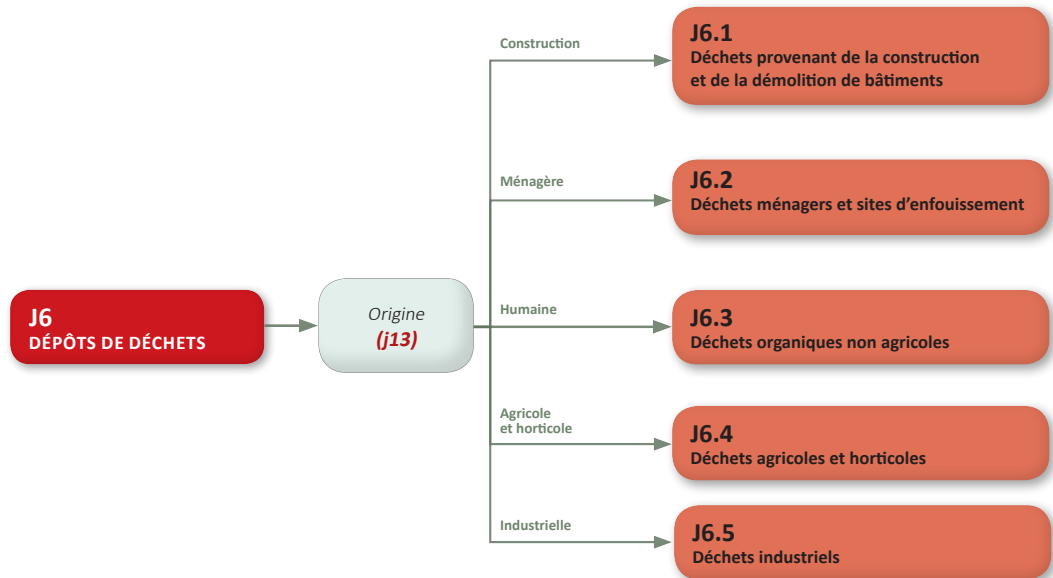 Construction
J6.1
Déchets provenant de la construction
et de la démolition de bâtiments
Ménagère
J6.2
Déchets ménagers et sites d’enfouissement
J6
DÉPÔTS DE DÉCHETS
Origine
(j13)
Humaine
J6.3
Déchets organiques non agricoles
Agricole
et horticole
J6.4
Déchets agricoles et horticoles
Industrielle
J6.5
Déchets industriels